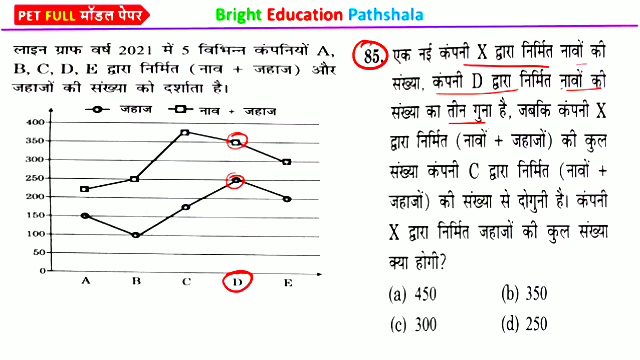 PET FULL मॉडल पेपर
Bright Education Pathshala
लाइन ग्राफ वर्ष 2021 में 5 विभिन्न कंपनियों A,
B, C, D, E द्वारा निर्मित (नाव + जहाज) और
जहाजों की संख्या को दर्शाता है।
जहाज नाव + जहाज
400
350
300
250
200
150
100
50
0
A B C D E
85. एक नई कंपनी X द्वारा निर्मित नावों की
संख्या, कंपनी D द्वारा निर्मित नावों की
संख्या का तीन गुना है, जबकि कंपनी X
द्वारा निर्मित (नावों + जहाजों) की कुल
संख्या कंपनी C द्वारा निर्मित (नावों +
जहाजों) की संख्या से दोगुनी है। कंपनी
X द्वारा निर्मित जहाजों की कुल संख्या
क्या होगी?
(a) 450 (b) 350
(c) 300 (d) 250